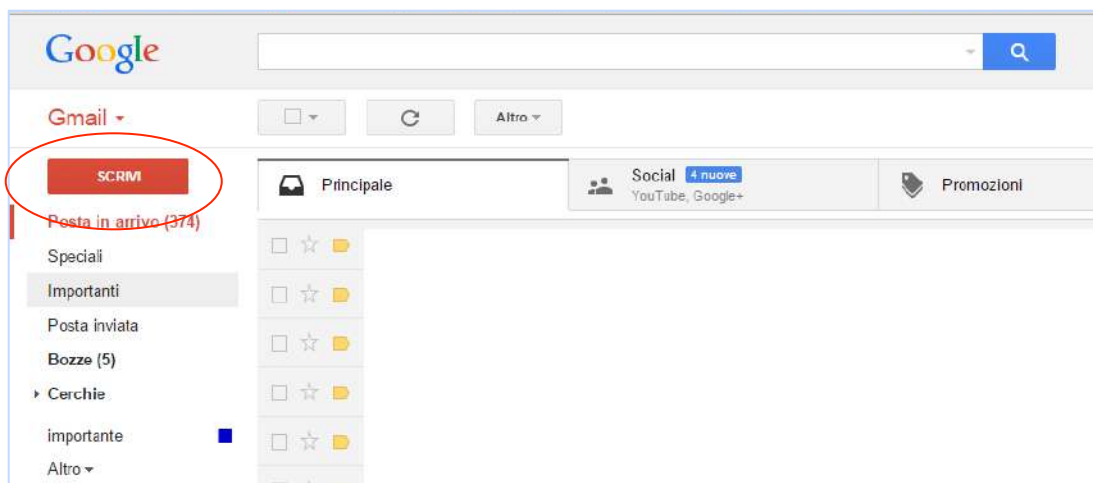 Google
Gmail
Altro
SCRIVI
Principale
Social 4 nuove
YouTube, Google+
Promozioni
Posta in arrivo (374)
Speciali
Importanti
Posta inviata
Bozze (5)
Cerchie
importante
Altro